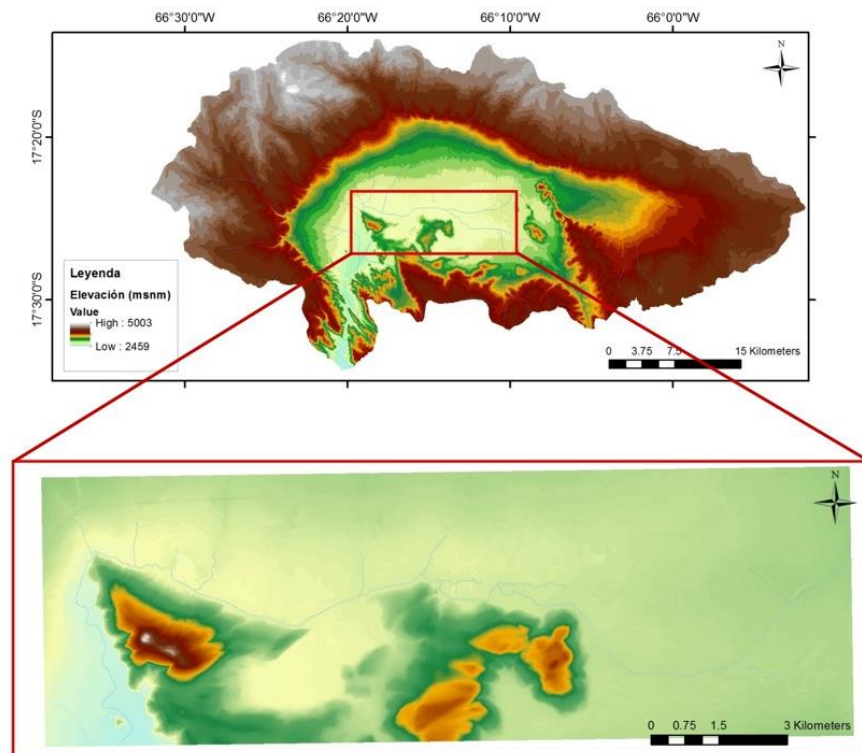 66°30'0"W 66°20'0"W 66°10'0"W 66°0'0"W
N
17°20'0"S
17°30'0"S
Leyenda
Elevación (msnm)
Value
High : 5003
Low : 2459
0 3.75 7.5 15 Kilometers
N
0 0.75 1.5 3 Kilometers